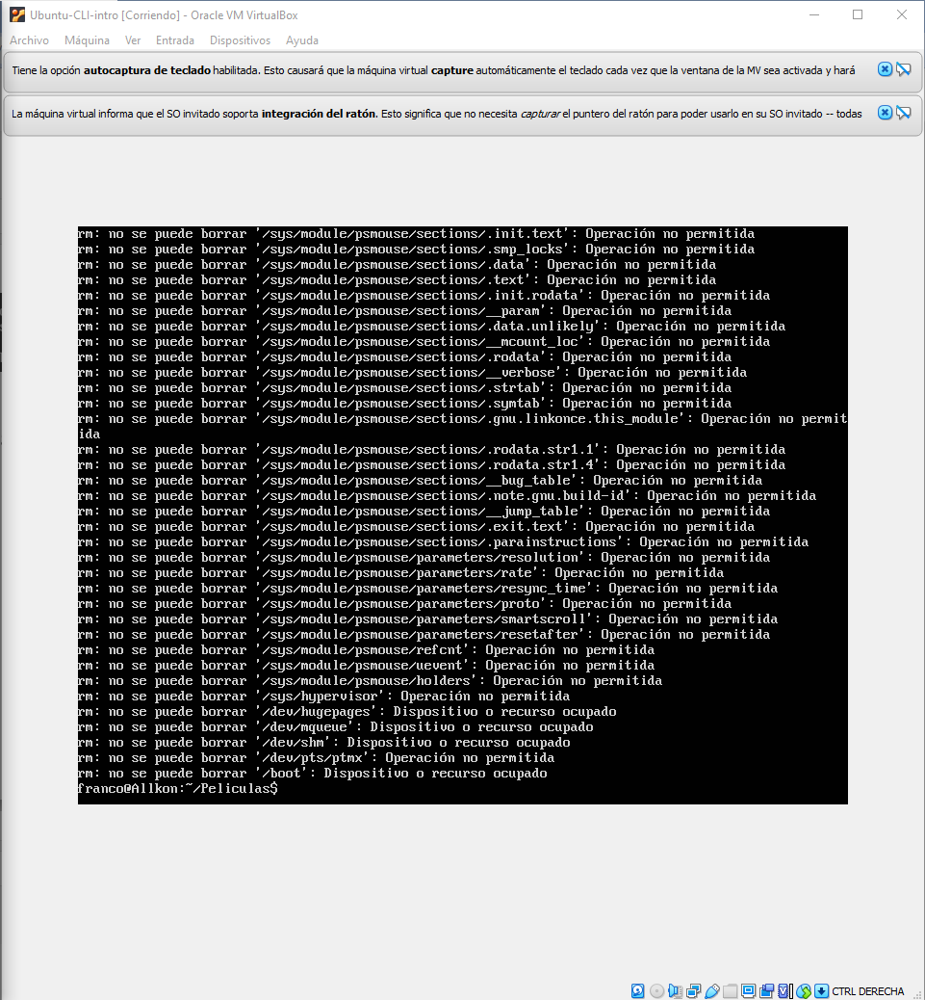 Ubuntu-CLI-intro [Corriendo] - Oracle VM VirtualBox
Archivo Máquina Ver Entrada Dispositivos Ayuda
Tiene la opción autocaptura de teclado habilitada. Esto causará que la máquina virtual capture automáticamente el teclado cada vez que la ventana de la MV sea activada y hará
La máquina virtual informa que el SO invitado soporta integración del ratón. Esto significa que no necesita capturar el puntero del ratón para poder usarlo en su SO invitado -- todas
rm: no se puede borrar '/sys/module/psmouse/sections/.init.text': Operación no permitida
rm: no se puede borrar '/sys/module/psmouse/sections/.smp_locks': Operación no permitida
rm: no se puede borrar '/sys/module/psmouse/sections/.data': Operación no permitida
rm: no se puede borrar '/sys/module/psmouse/sections/.text': Operación no permitida
rm: no se puede borrar '/sys/module/psmouse/sections/.init.rodata': Operación no permitida
rm: no se puede borrar '/sys/module/psmouse/sections/__param': Operación no permitida
rm: no se puede borrar '/sys/module/psmouse/sections/.data.unlikely': Operación no permitida
rm: no se puede borrar '/sys/module/psmouse/sections/__mcount_loc': Operación no permitida
rm: no se puede borrar '/sys/module/psmouse/sections/.rodata': Operación no permitida
rm: no se puede borrar '/sys/module/psmouse/sections/__verbose': Operación no permitida
rm: no se puede borrar '/sys/module/psmouse/sections/.strtab': Operación no permitida
rm: no se puede borrar '/sys/module/psmouse/sections/.symtab': Operación no permitida
rm: no se puede borrar '/sys/module/psmouse/sections/.gnu.linkonce.this_module': Operación no permit
ida
rm: no se puede borrar '/sys/module/psmouse/sections/.rodata.str1.1': Operación no permitida
rm: no se puede borrar '/sys/module/psmouse/sections/.rodata.str1.4': Operación no permitida
rm: no se puede borrar '/sys/module/psmouse/sections/__bug_table': Operación no permitida
rm: no se puede borrar '/sys/module/psmouse/sections/.note.gnu.build-id': Operación no permitida
rm: no se puede borrar '/sys/module/psmouse/sections/__jump_table': Operación no permitida
rm: no se puede borrar '/sys/module/psmouse/sections/.exit.text': Operación no permitida
rm: no se puede borrar '/sys/module/psmouse/sections/.parainstructions': Operación no permitida
rm: no se puede borrar '/sys/module/psmouse/parameters/resolution': Operación no permitida
rm: no se puede borrar '/sys/module/psmouse/parameters/rate': Operación no permitida
rm: no se puede borrar '/sys/module/psmouse/parameters/resync_time': Operación no permitida
rm: no se puede borrar '/sys/module/psmouse/parameters/proto': Operación no permitida
rm: no se puede borrar '/sys/module/psmouse/parameters/smartscroll': Operación no permitida
rm: no se puede borrar '/sys/module/psmouse/parameters/resetafter': Operación no permitida
rm: no se puede borrar '/sys/module/psmouse/refcnt': Operación no permitida
rm: no se puede borrar '/sys/module/psmouse/uevent': Operación no permitida
rm: no se puede borrar '/sys/module/psmouse/holders': Operación no permitida
rm: no se puede borrar '/sys/hypervisor': Operación no permitida
rm: no se puede borrar '/dev/hugepages': Dispositivo o recurso ocupado
rm: no se puede borrar '/dev/mqueue': Dispositivo o recurso ocupado
rm: no se puede borrar '/dev/shm': Dispositivo o recurso ocupado
rm: no se puede borrar '/dev/pts/ptmx': Operación no permitida
rm: no se puede borrar '/boot': Dispositivo o recurso ocupado
franco@Allkon:~/Peliculas$
CTRL DERECHA